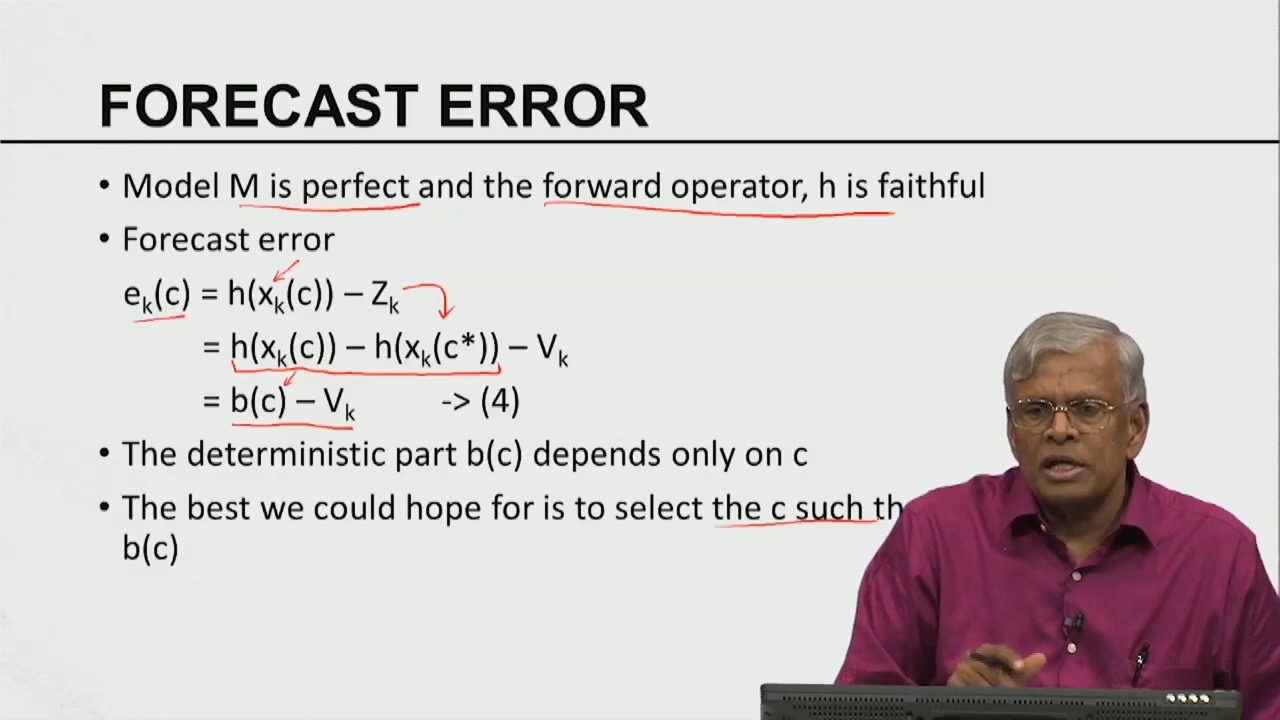 FORECAST ERROR
• Model M is perfect and the forward operator, h is faithful
• Forecast error
eₖ(c) = h(xₖ(c)) – Zₖ
= h(xₖ(c)) – h(xₖ(c*)) – Vₖ
= b(c) – Vₖ -> (4)
• The deterministic part b(c) depends only on c
• The best we could hope for is to select the c such
b(c)